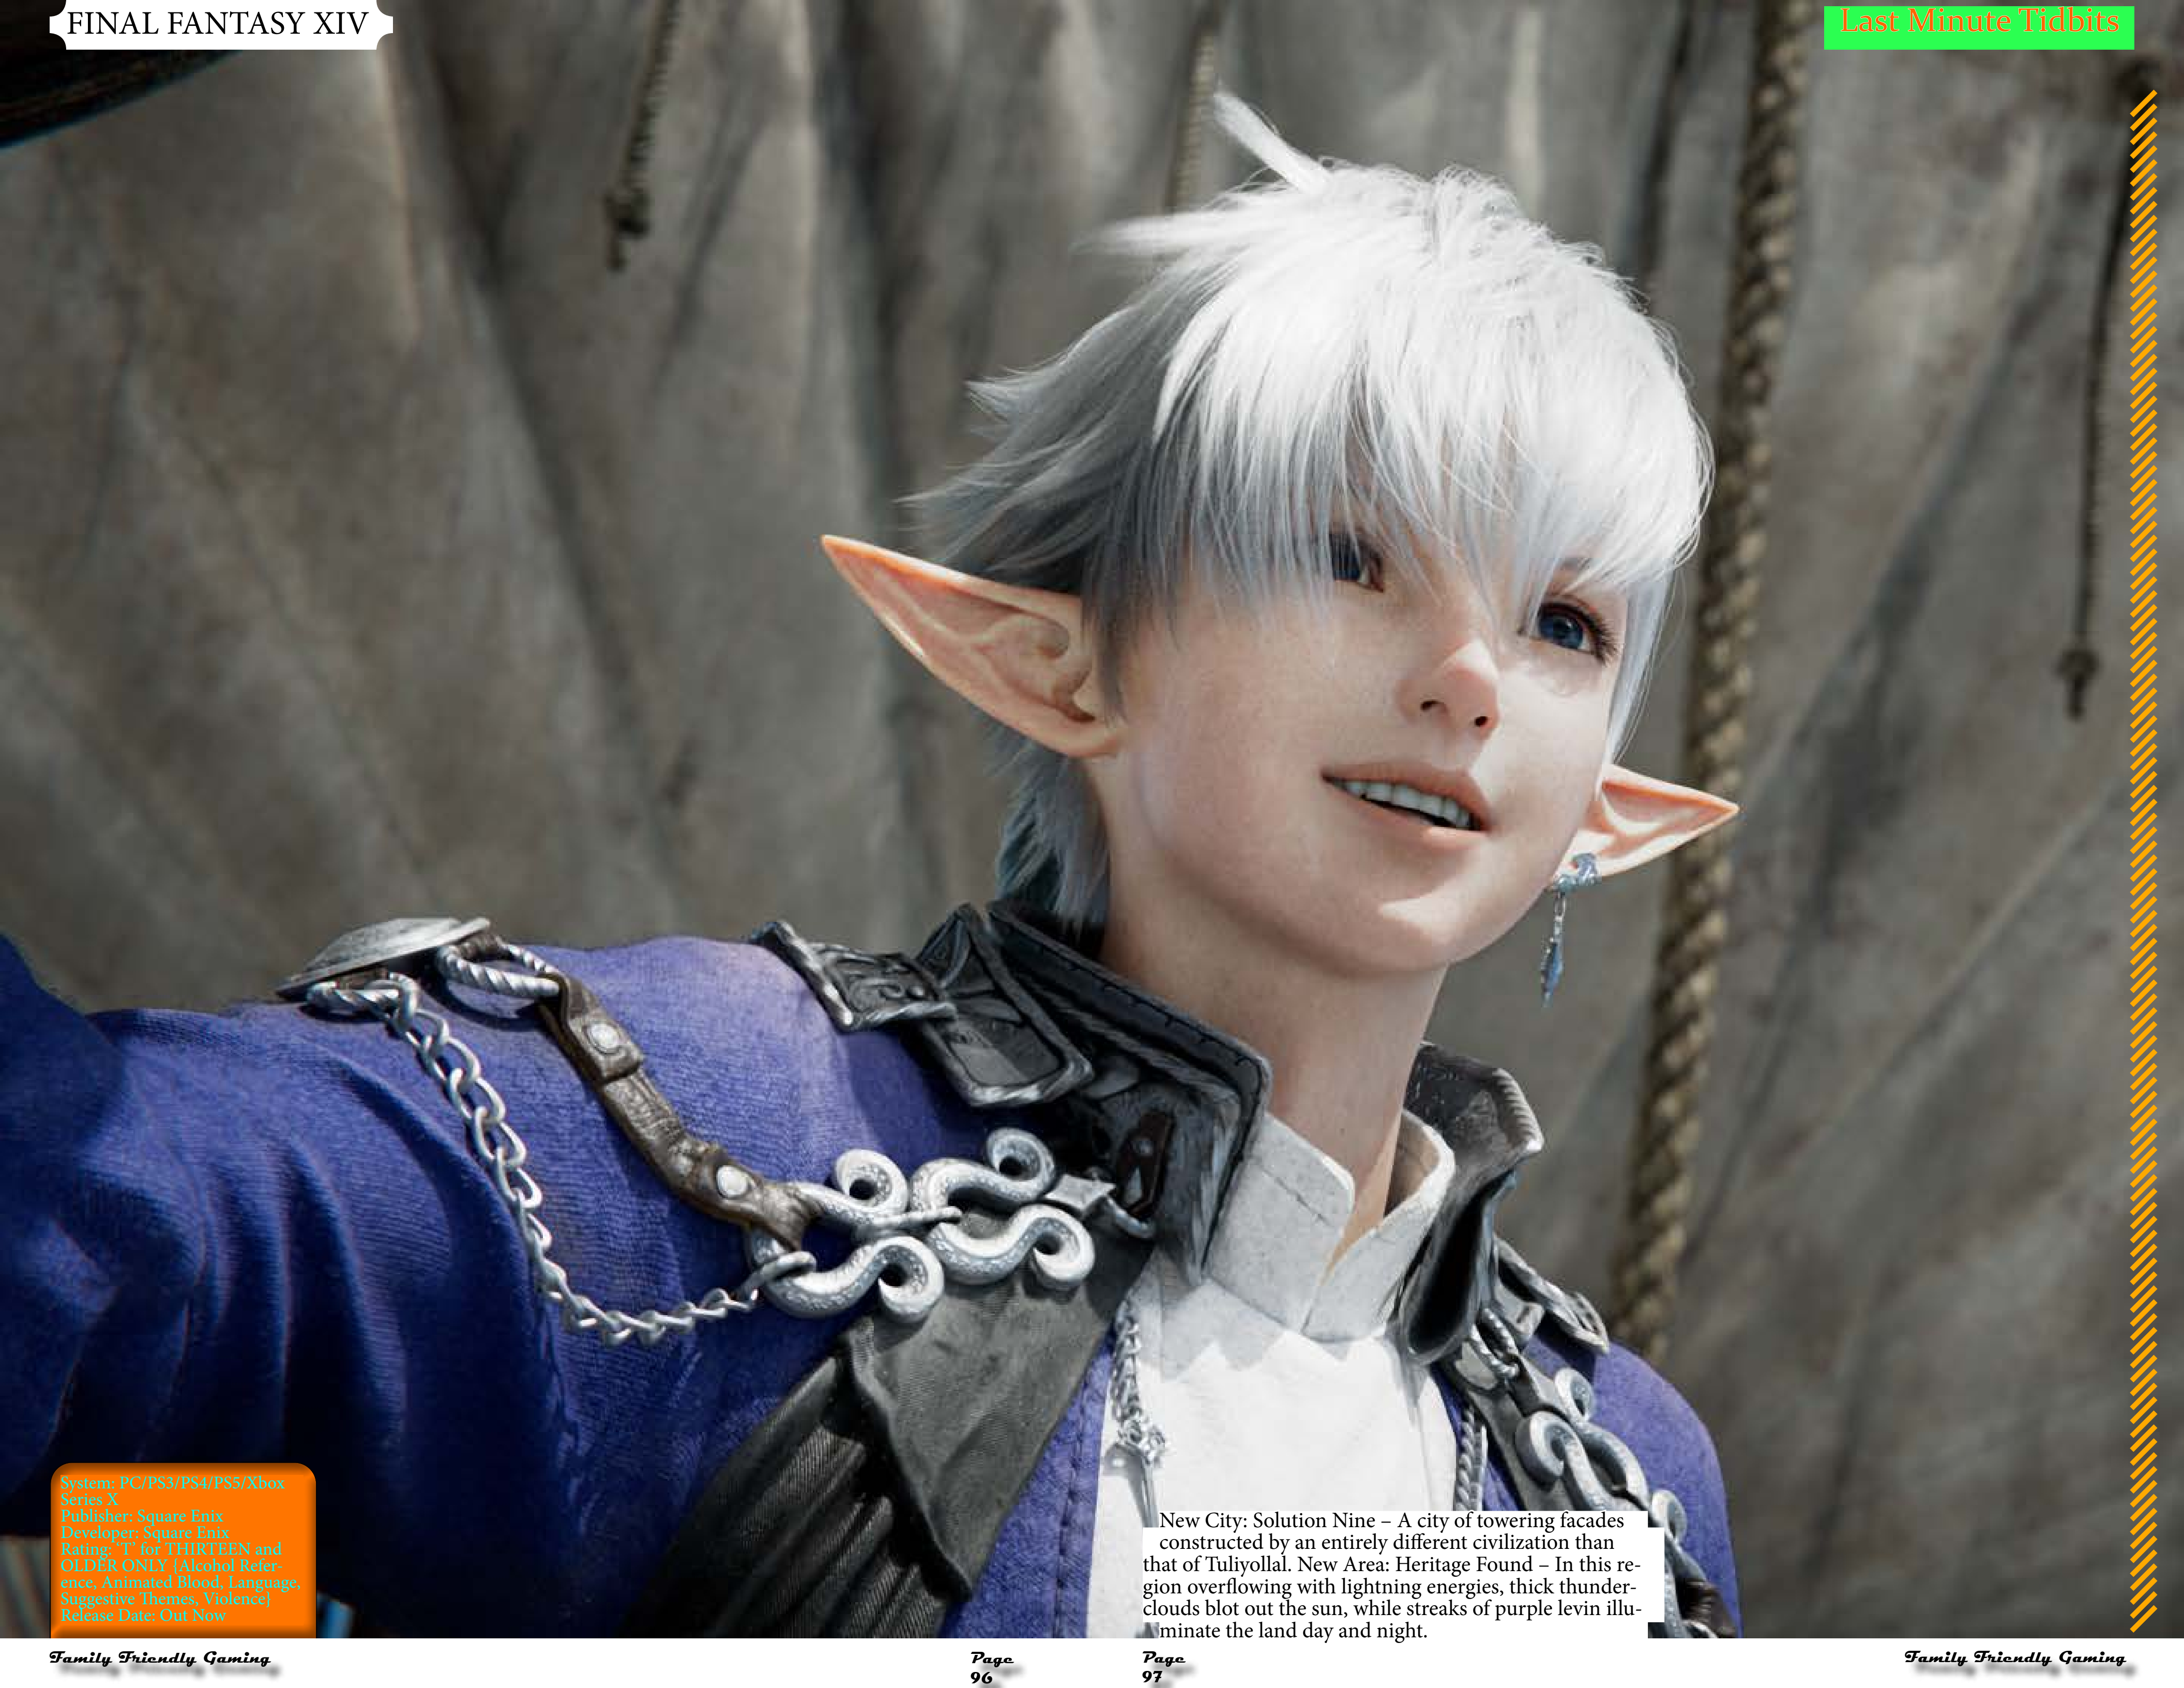 FINAL FANTASY XIV
Last Minute Tidbits
System: PC/PS3/PS4/PS5/Xbox
Series X
Publisher: Square Enix
Developer: Square Enix
Rating: ‘T’ for THIRTEEN and
OLDER ONLY {Alcohol Refer-
ence, Animated Blood, Language,
Suggestive Themes, Violence}
Release Date: Out Now
New City: Solution Nine – A city of towering facades
constructed by an entirely different civilization than
that of Tuliyollal. New Area: Heritage Found – In this re-
gion overflowing with lightning energies, thick thunder-
clouds blot out the sun, while streaks of purple levin illu-
minate the land day and night.
Family Friendly Gaming
Page
96
Page
97
Family Friendly Gaming